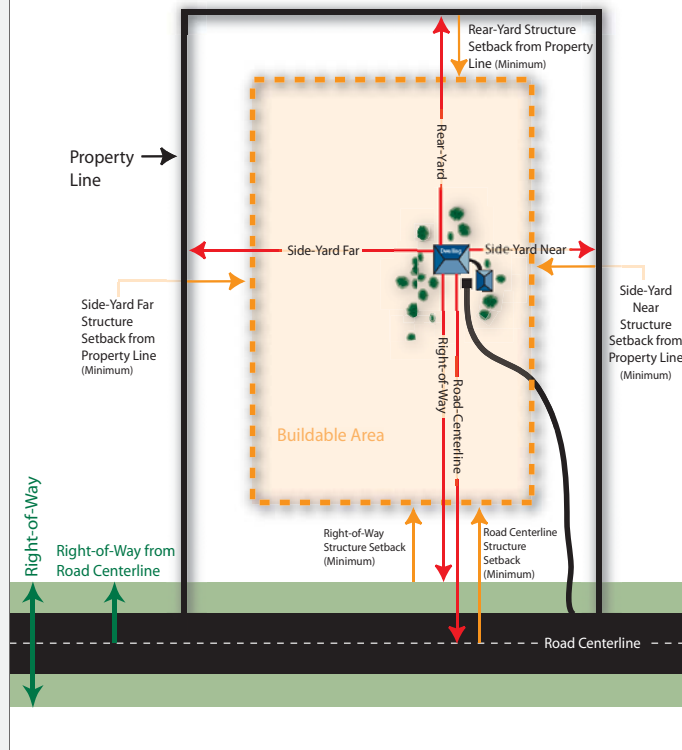 Rear-Yard Structure
Setback from Property
Line (Minimum)
Property
Line
Rear-Yard
Dwelling
Side-Yard Far
Side-Yard Near
Side-Yard Far
Structure
Setback from
Property Line
(Minimum)
Side-Yard
Near
Structure
Setback from
Property Line
(Minimum)
Right-of-Way
Road-Centerline
Buildable Area
Right-of-Way
Structure Setback
(Minimum)
Road Centerline
Structure
Setback
(Minimum)
Right-of-Way
Right-of-Way from
Road Centerline
Road Centerline